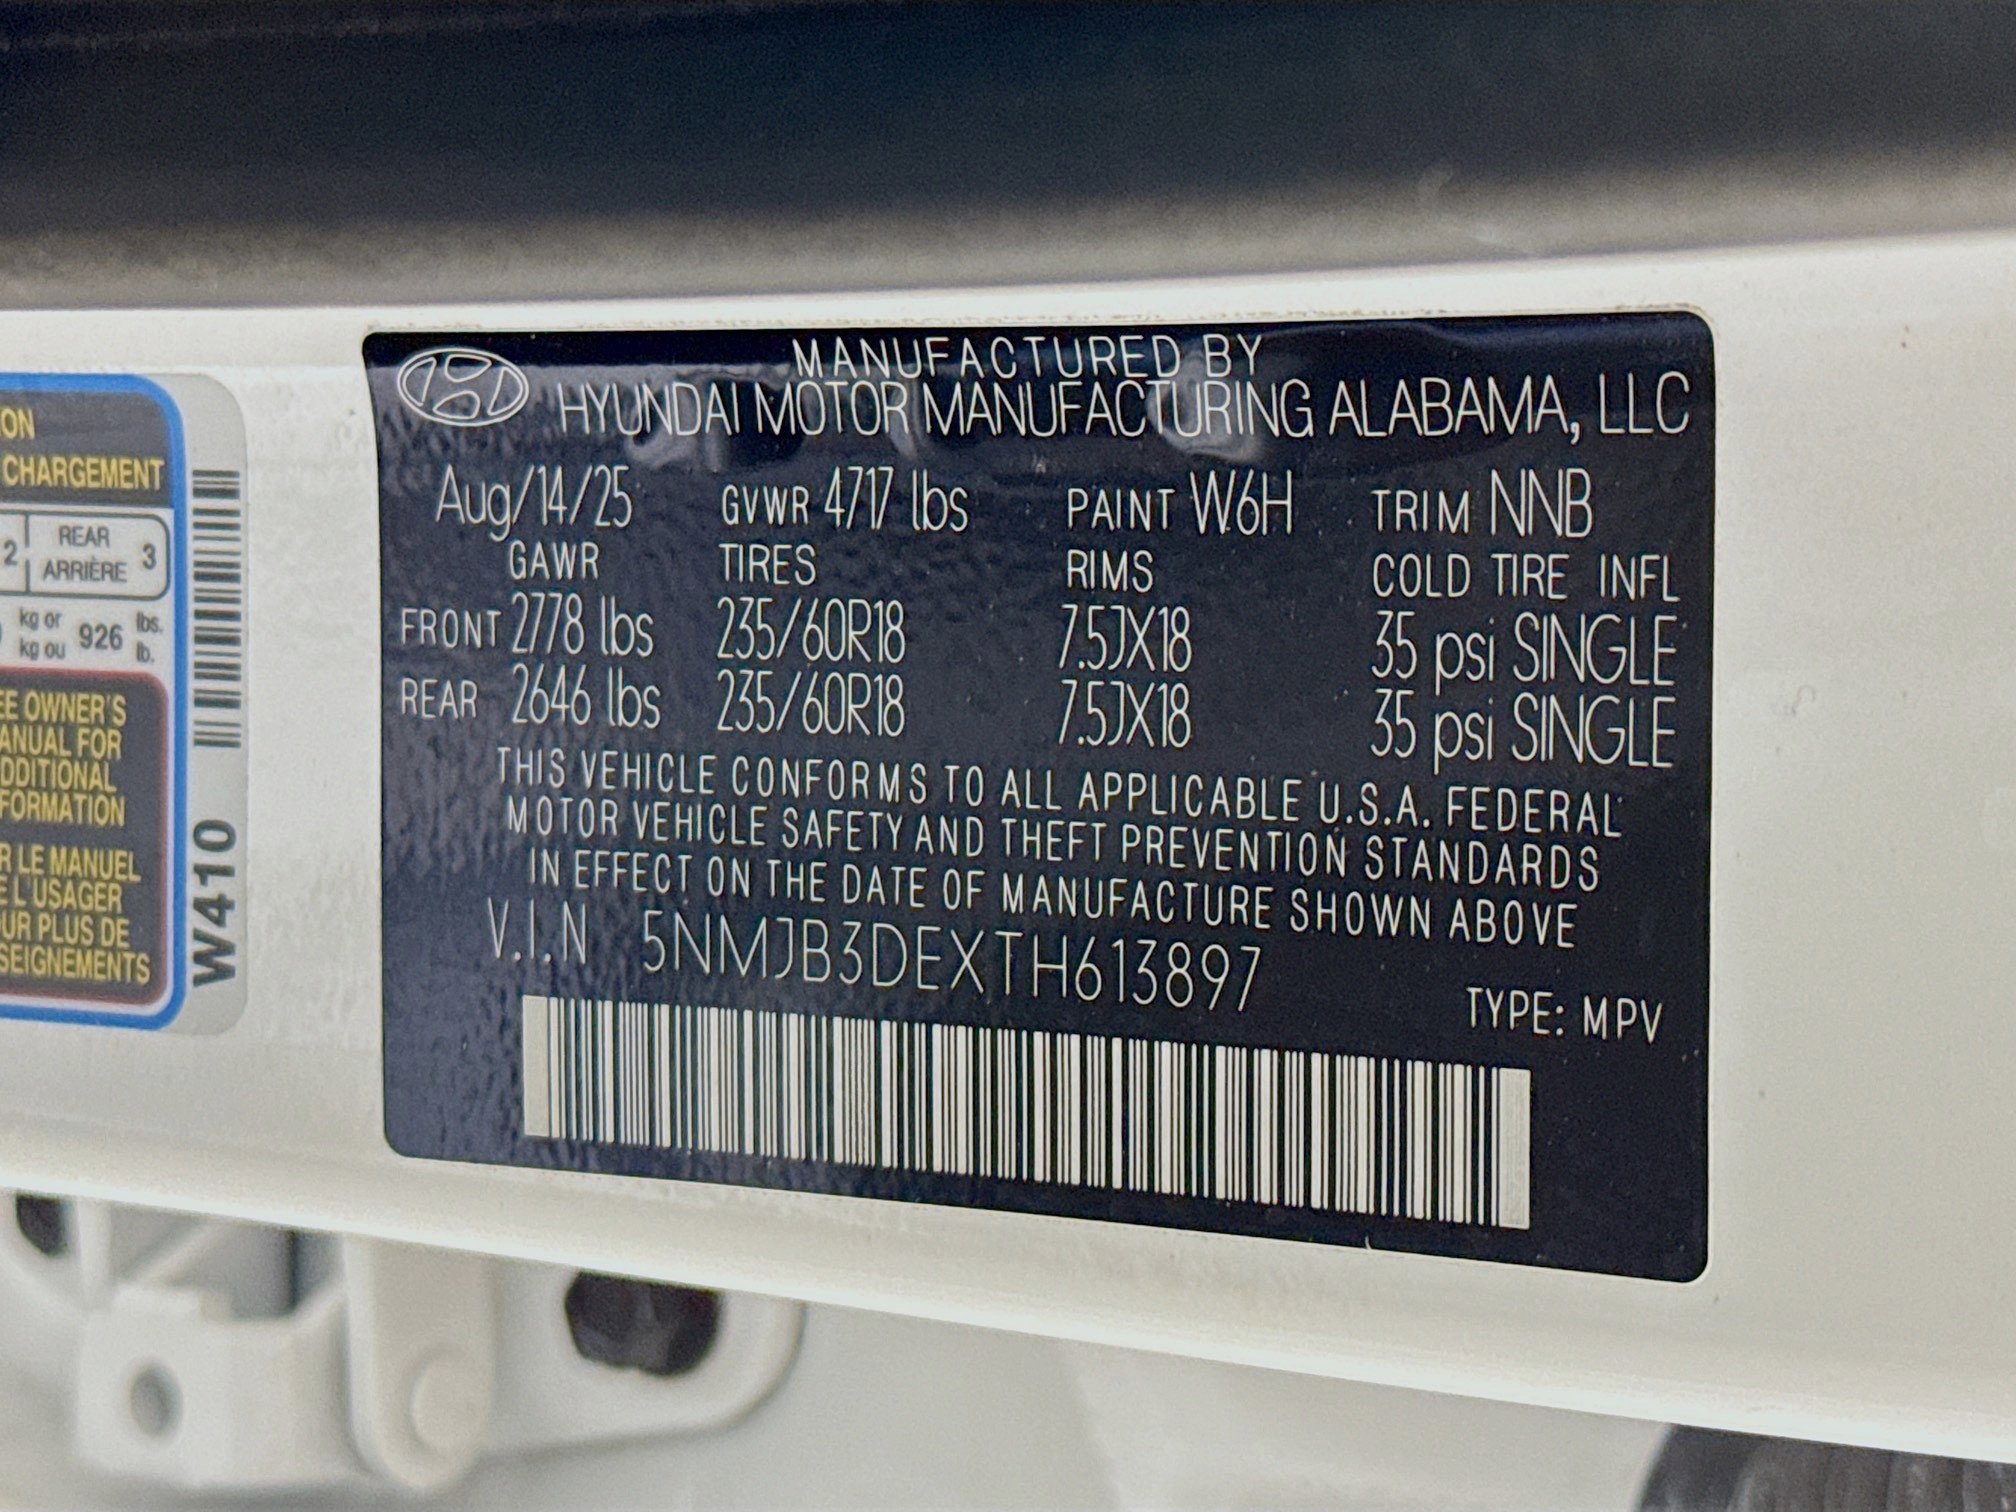 ON
CHARGEMENT
2 REAR ARRIÈRE 3
kg or
kg ou 926 lbs.
lb.
EE OWNER'S
ANUAL FOR
DDITIONAL
FORMATION
R LE MANUEL
E L'USAGER
UR PLUS DE
SEIGNEMENTS
W410
MANUFACTURED BY
HYUNDAI MOTOR MANUFACTURING ALABAMA, LLC
Aug/14/25 GVWR 4717 lbs PAINT W6H TRIM NNB
GAWR TIRES RIMS COLD TIRE INFL
FRONT 2778 lbs 235/60R18 7.5JX18 35 psi SINGLE
REAR 2646 lbs 235/60R18 7.5JX18 35 psi SINGLE
THIS VEHICLE CONFORMS TO ALL APPLICABLE U.S.A. FEDERAL
MOTOR VEHICLE SAFETY AND THEFT PREVENTION STANDARDS
IN EFFECT ON THE DATE OF MANUFACTURE SHOWN ABOVE
V.I.N 5NMJB3DEXTH613897
TYPE: MPV